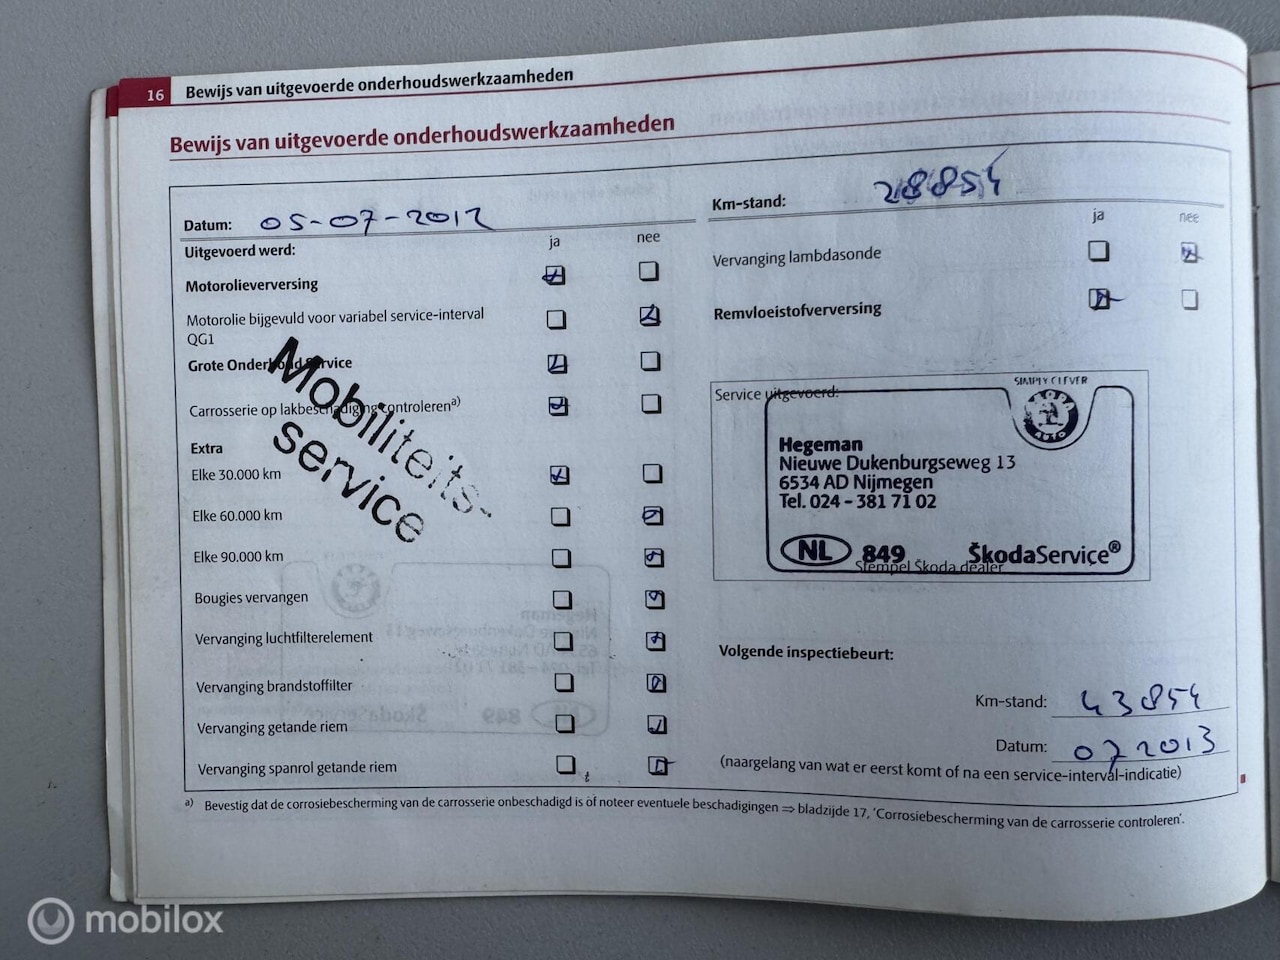 16 Bewijs van uitgevoerde onderhoudswerkzaamheden
Bewijs van uitgevoerde onderhoudswerkzaamheden
Datum: 05-07-2012
Uitgevoerd werd:
ja nee
Motorolieverversing
Motorolie bijgevuld voor variabel service-interval
QG1
Grote Onderhoud Service
Carrosserie op lakbeschadiging controleren a)
Extra
Elke 30.000 km
Elke 60.000 km
Elke 90.000 km
Bougies vervangen
Vervanging luchtfilterelement
Vervanging brandstoffilter
Vervanging getande riem
Vervanging spanrol getande riem
Mobiliteits-
service
Km-stand: 28854
ja nee
Vervanging lambdasonde
Remvloeistofverversing
Service uitgevoerd:
SIMPLY CLEVER
SKODA
AUTO
Hegeman
Nieuwe Dukenburgseweg 13
6534 AD Nijmegen
Tel. 024 - 381 71 02
NL 849 ŠkodaService®
Stempel Škoda dealer
Volgende inspectiebeurt:
Km-stand: 43854
Datum: 07 2013
(naargelang van wat er eerst komt of na een service-interval-indicatie)
a) Bevestig dat de corrosiebescherming van de carrosserie onbeschadigd is of noteer eventuele beschadigingen ⇒ bladzijde 17, 'Corrosiebescherming van de carrosserie controleren'.
mobilox